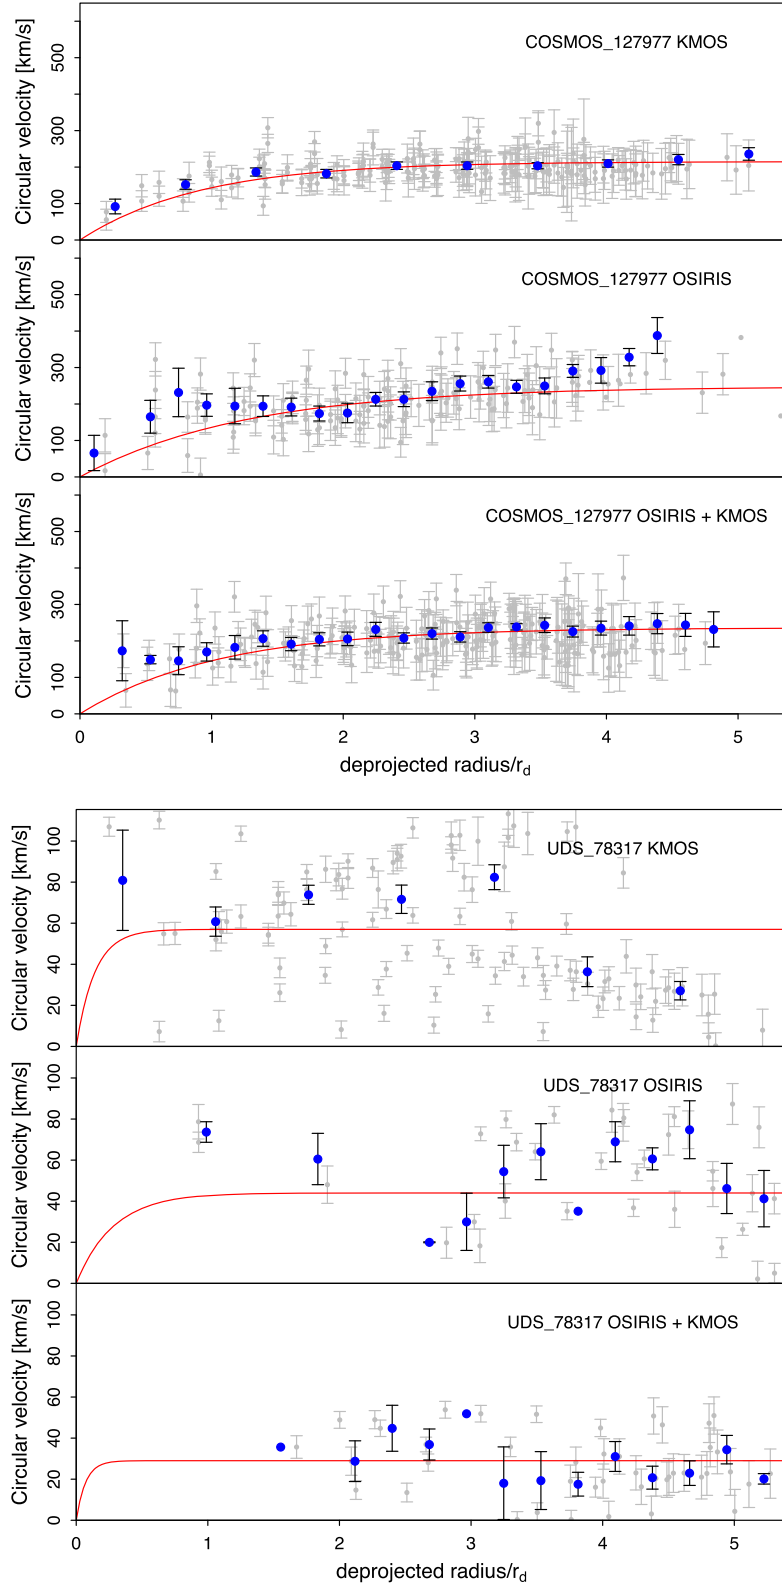 COSMOS_127977 KMOS
Circular velocity [km/s]
0 100 300 500
COSMOS_127977 OSIRIS
Circular velocity [km/s]
0 100 300 500
COSMOS_127977 OSIRIS + KMOS
Circular velocity [km/s]
0 100 300 500
0 1 2 3 4 5
deprojected radius/rd
UDS_78317 KMOS
Circular velocity [km/s]
0 20 40 60 80 100
UDS_78317 OSIRIS
Circular velocity [km/s]
0 20 40 60 80 100
UDS_78317 OSIRIS + KMOS
Circular velocity [km/s]
0 20 40 60 80 100
0 1 2 3 4 5
deprojected radius/rd